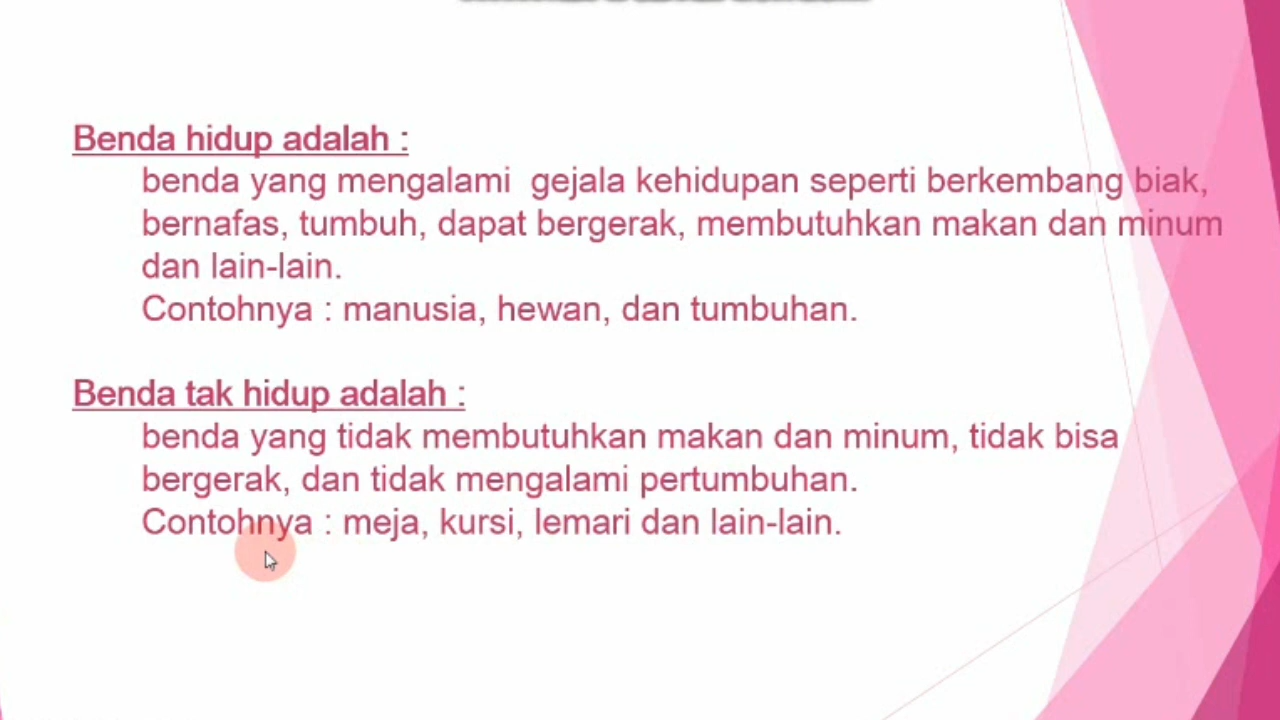 Benda hidup adalah :
benda yang mengalami  gejala kehidupan seperti berkembang biak,
bernafas, tumbuh, dapat bergerak, membutuhkan makan dan minum
dan lain-lain.
Contohnya : manusia, hewan, dan tumbuhan.
Benda tak hidup adalah :
benda yang tidak membutuhkan makan dan minum, tidak bisa
bergerak, dan tidak mengalami pertumbuhan.
Contohnya : meja, kursi, lemari dan lain-lain.